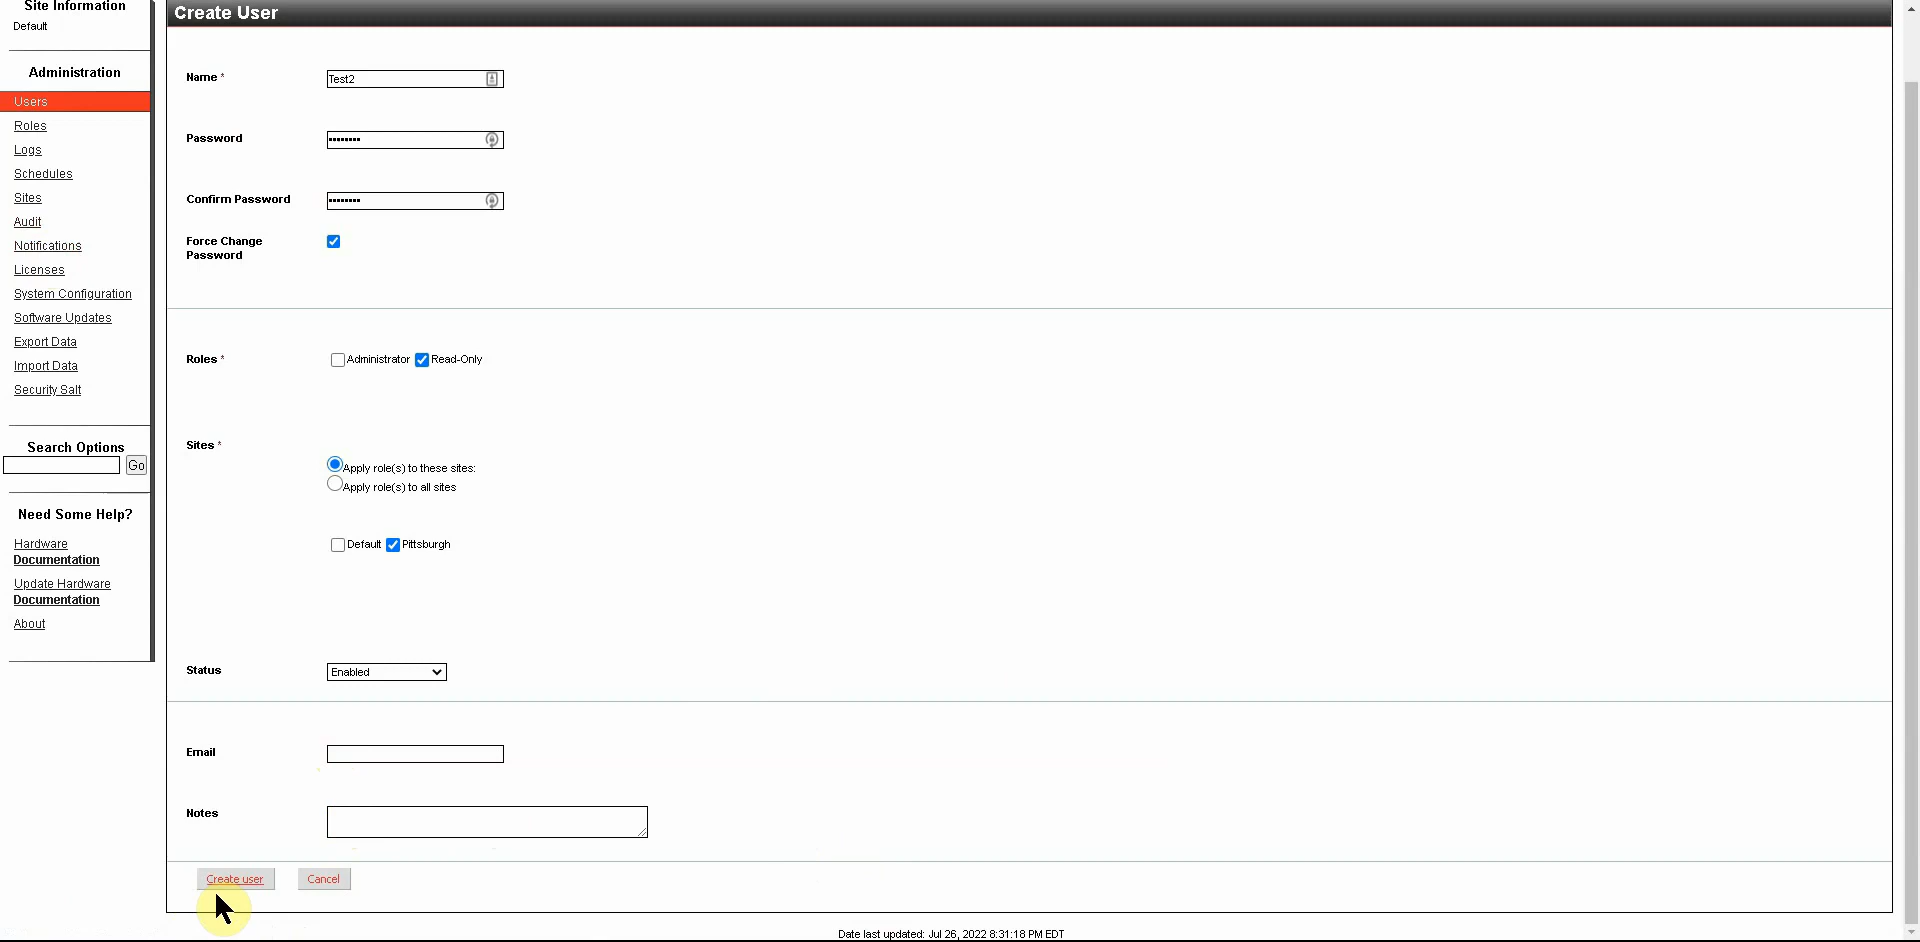 Site Information
Default
Administration
Users
Roles
Logs
Schedules
Sites
Audit
Notifications
Licenses
System Configuration
Software Updates
Export Data
Import Data
Security Salt
Search Options
Go
Need Some Help?
Hardware
Documentation
Update Hardware
Documentation
About
Create User
Name *
Test2
Password
••••••••
Confirm Password
••••••••
Force Change
Password
Roles *
Administrator Read-Only
Sites *
Apply role(s) to these sites:
Apply role(s) to all sites
Default Pittsburgh
Status
Enabled
Email
Notes
Create user Cancel
Date last updated: Jul 26, 2022 8:31:18 PM EDT